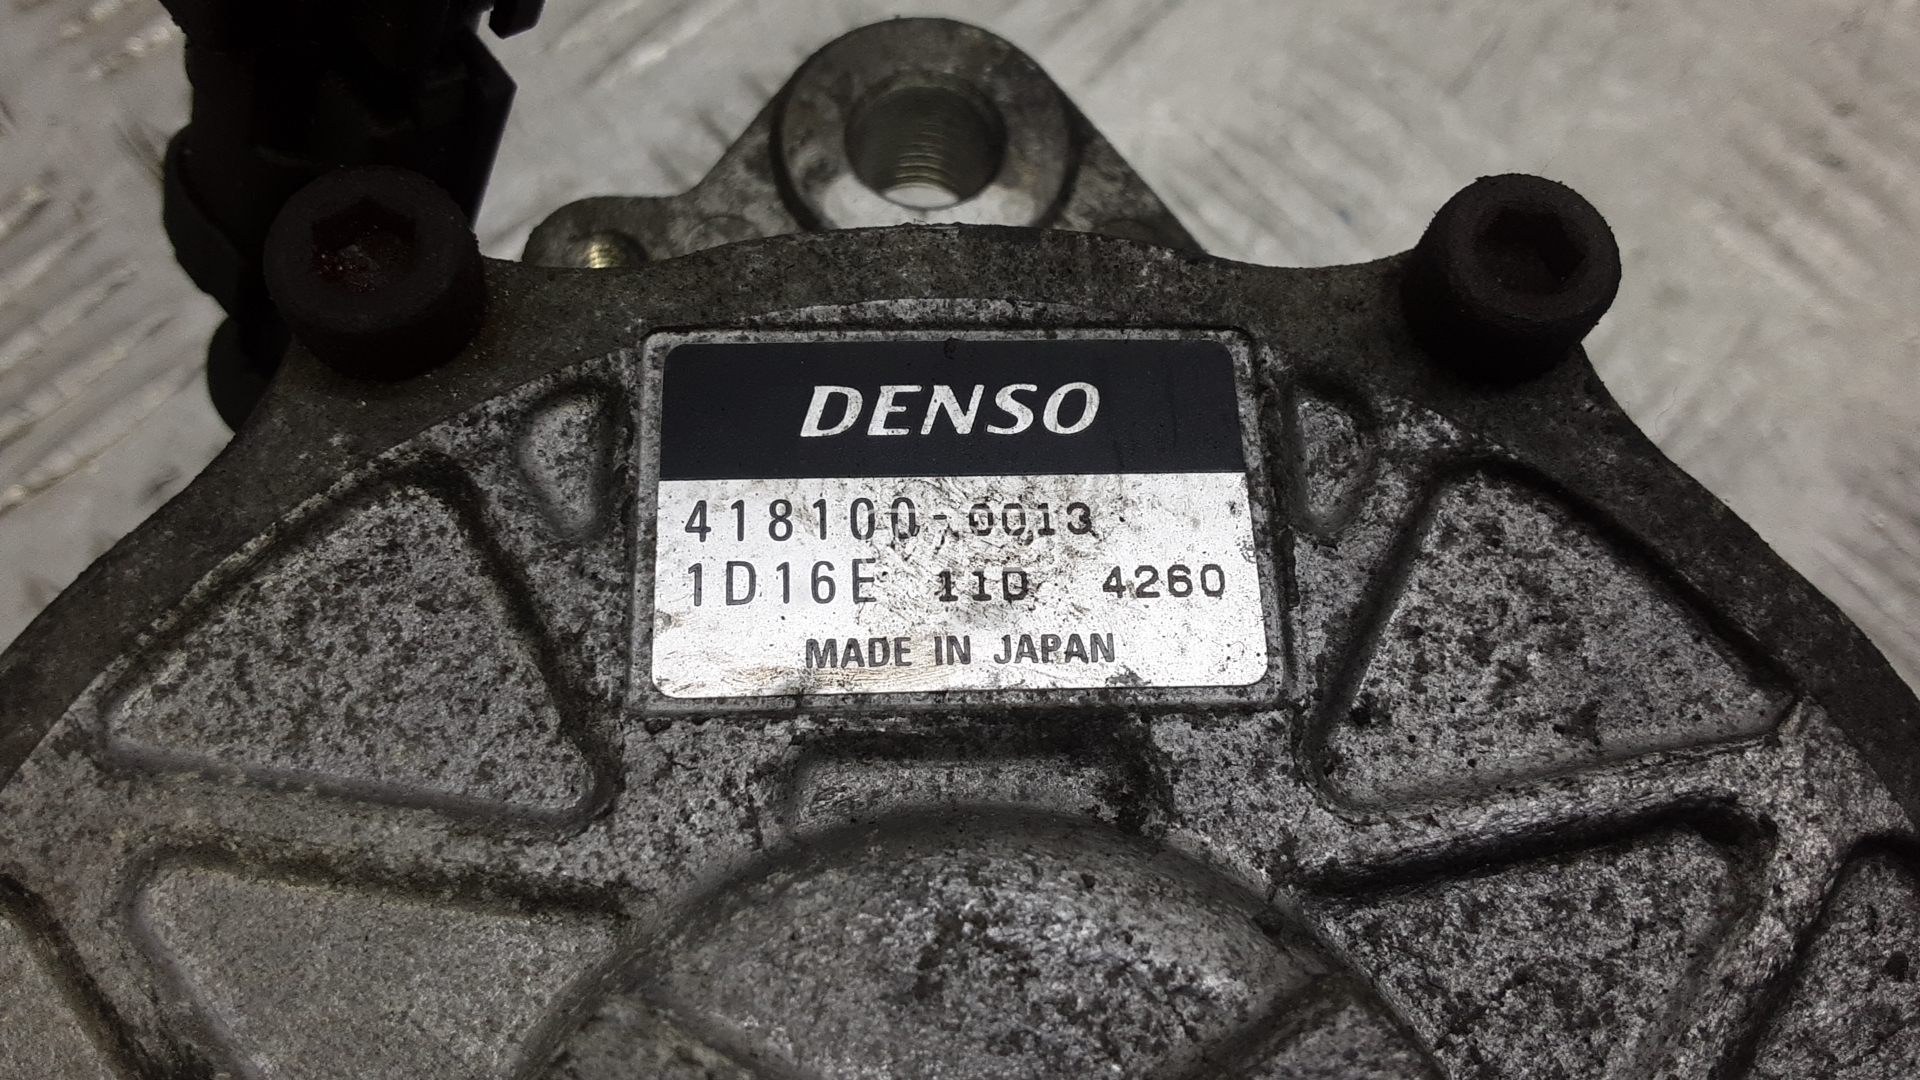 DENSO
418100-0013
1D16E 11D 4260
MADE IN JAPAN